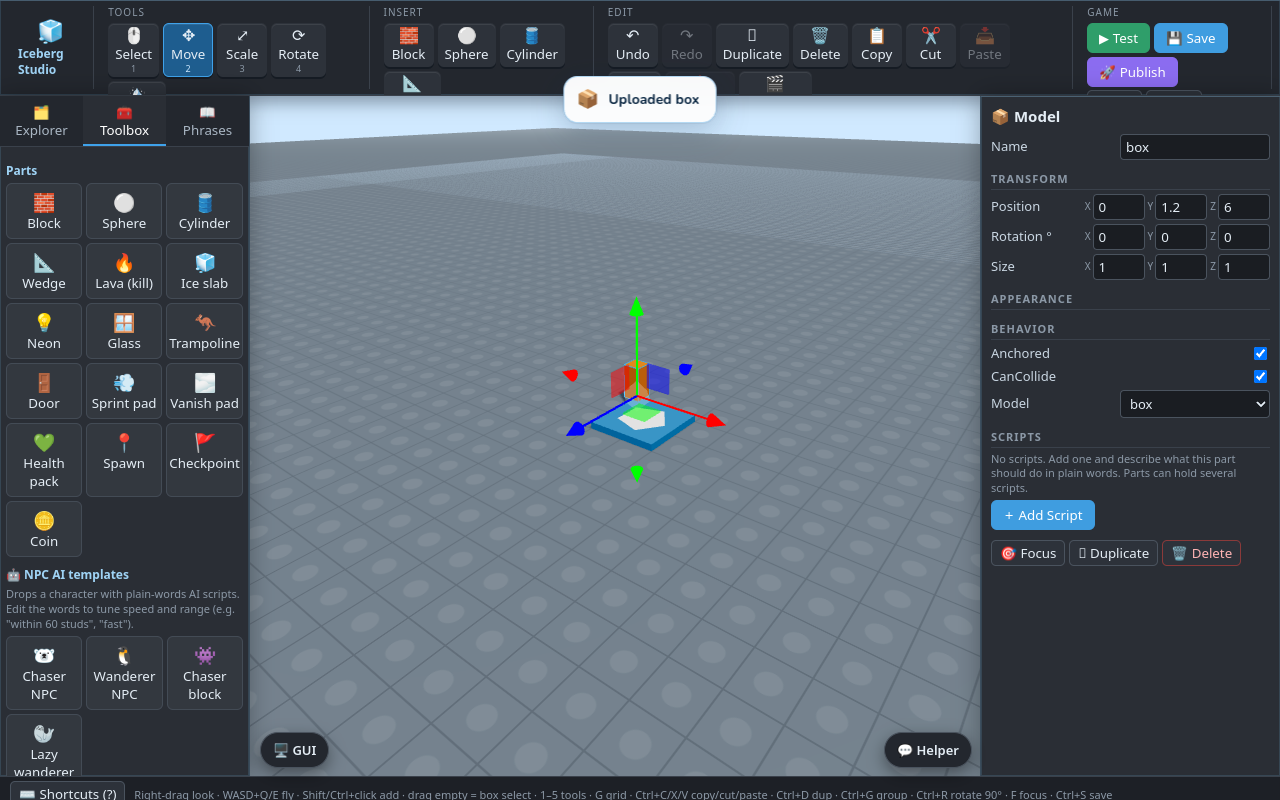 Iceberg
Studio
TOOLS
Select
1
Move
2
Scale
3
Rotate
4
INSERT
Block
Sphere
Cylinder
EDIT
Undo
Redo
Duplicate
Delete
Copy
Cut
Paste
GAME
Test
Save
Publish
Uploaded box
Explorer
Toolbox
Phrases
Parts
Block
Sphere
Cylinder
Wedge
Lava (kill)
Ice slab
Neon
Glass
Trampoline
Door
Sprint pad
Vanish pad
Health
pack
Spawn
Checkpoint
Coin
NPC AI templates
Drops a character with plain-words AI scripts.
Edit the words to tune speed and range (e.g.
"within 60 studs", "fast").
Chaser
NPC
Wanderer
NPC
Chaser
block
Lazy
wanderer
GUI
Helper
Model
Name
box
TRANSFORM
Position X 0 Y 1.2 Z 6
Rotation ° X 0 Y 0 Z 0
Size X 1 Y 1 Z 1
APPEARANCE
BEHAVIOR
Anchored
CanCollide
Model
box
SCRIPTS
No scripts. Add one and describe what this part
should do in plain words. Parts can hold several
scripts.
+ Add Script
Focus
Duplicate
Delete
Shortcuts (?)
Right-drag look · WASD+Q/E fly · Shift/Ctrl+click add · drag empty = box select · 1–5 tools · G grid · Ctrl+C/X/V copy/cut/paste · Ctrl+D dup · Ctrl+G group · Ctrl+R rotate 90° · F focus · Ctrl+S save